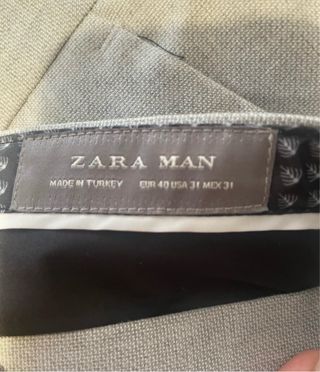 ZARA MAN
MADE IN TURKEY EUR 40 USA 31 MEX 31